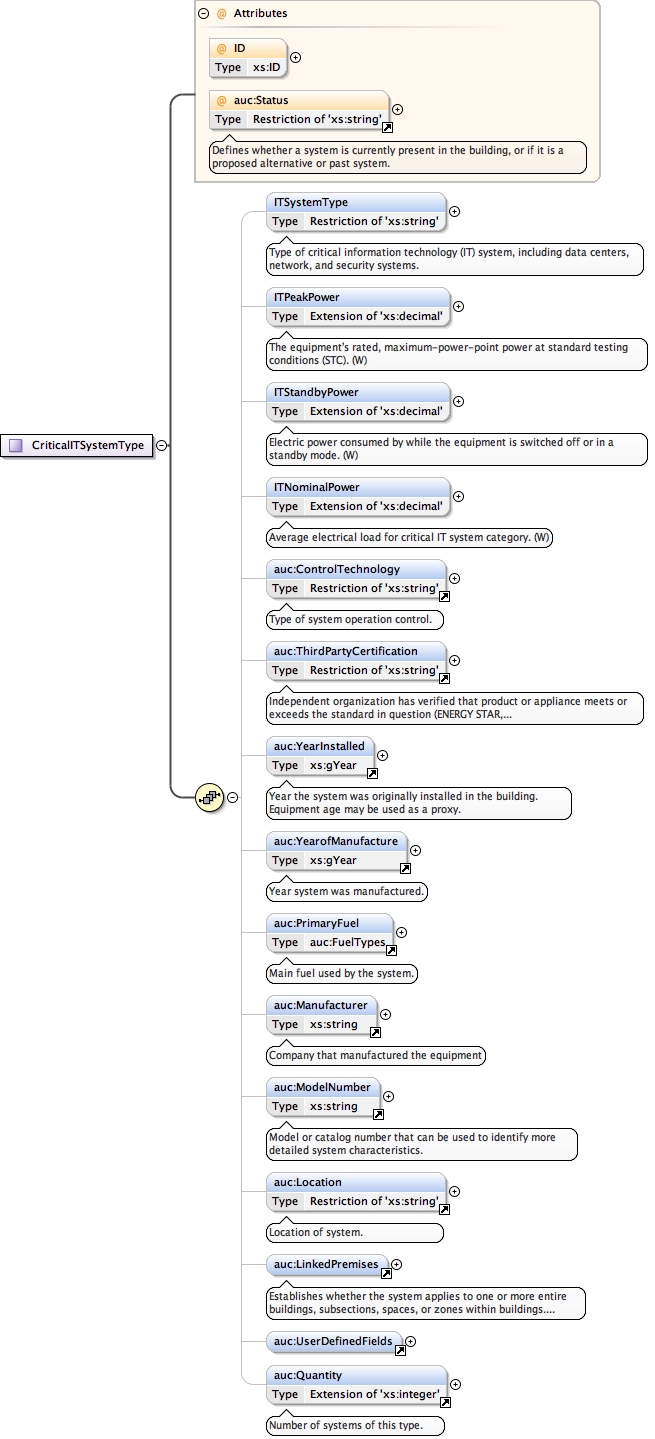 @ Attributes
@ ID
Type xs:ID
@ auc:Status
Type Restriction of 'xs:string'
Defines whether a system is currently present in the building, or if it is a
proposed alternative or past system.
ITSystemType
Type Restriction of 'xs:string'
Type of critical information technology (IT) system, including data centers,
network, and security systems.
ITPeakPower
Type Extension of 'xs:decimal'
The equipment's rated, maximum-power-point power at standard testing
conditions (STC). (W)
ITStandbyPower
Type Extension of 'xs:decimal'
CriticalITSystemType
Electric power consumed by while the equipment is switched off or in a
standby mode. (W)
ITNominalPower
Type Extension of 'xs:decimal'
Average electrical load for critical IT system category. (W)
auc:ControlTechnology
Type Restriction of 'xs:string'
Type of system operation control.
auc:ThirdPartyCertification
Type Restriction of 'xs:string'
Independent organization has verified that product or appliance meets or
exceeds the standard in question (ENERGY STAR,...
auc:YearInstalled
Type xs:gYear
Year the system was originally installed in the building.
Equipment age may be used as a proxy.
auc:YearofManufacture
Type xs:gYear
Year system was manufactured.
auc:PrimaryFuel
Type auc:FuelTypes
Main fuel used by the system.
auc:Manufacturer
Type xs:string
Company that manufactured the equipment
auc:ModelNumber
Type xs:string
Model or catalog number that can be used to identify more
detailed system characteristics.
auc:Location
Type Restriction of 'xs:string'
Location of system.
auc:LinkedPremises
Establishes whether the system applies to one or more entire
buildings, subsections, spaces, or zones within buildings....
auc:UserDefinedFields
auc:Quantity
Type Extension of 'xs:integer'
Number of systems of this type.